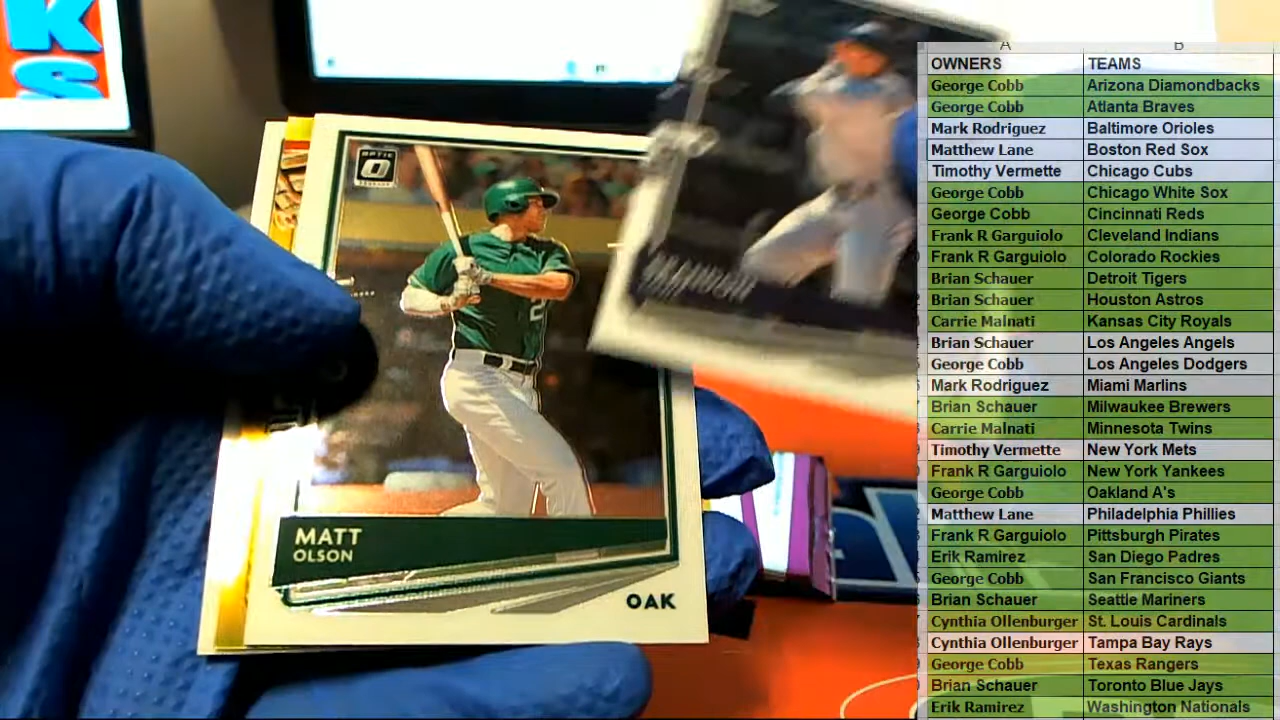 K
S
OPTIC
MATT
OLSON
OAK
A B
OWNERS TEAMS
George Cobb Arizona Diamondbacks
George Cobb Atlanta Braves
Mark Rodriguez Baltimore Orioles
Matthew Lane Boston Red Sox
Timothy Vermette Chicago Cubs
George Cobb Chicago White Sox
George Cobb Cincinnati Reds
Frank R Garguiolo Cleveland Indians
Frank R Garguiolo Colorado Rockies
Brian Schauer Detroit Tigers
Brian Schauer Houston Astros
Carrie Malnati Kansas City Royals
Brian Schauer Los Angeles Angels
George Cobb Los Angeles Dodgers
Mark Rodriguez Miami Marlins
Brian Schauer Milwaukee Brewers
Carrie Malnati Minnesota Twins
Timothy Vermette New York Mets
Frank R Garguiolo New York Yankees
George Cobb Oakland A's
Matthew Lane Philadelphia Phillies
Frank R Garguiolo Pittsburgh Pirates
Erik Ramirez San Diego Padres
George Cobb San Francisco Giants
Brian Schauer Seattle Mariners
Cynthia Ollenburger St. Louis Cardinals
Cynthia Ollenburger Tampa Bay Rays
George Cobb Texas Rangers
Brian Schauer Toronto Blue Jays
Erik Ramirez Washington Nationals